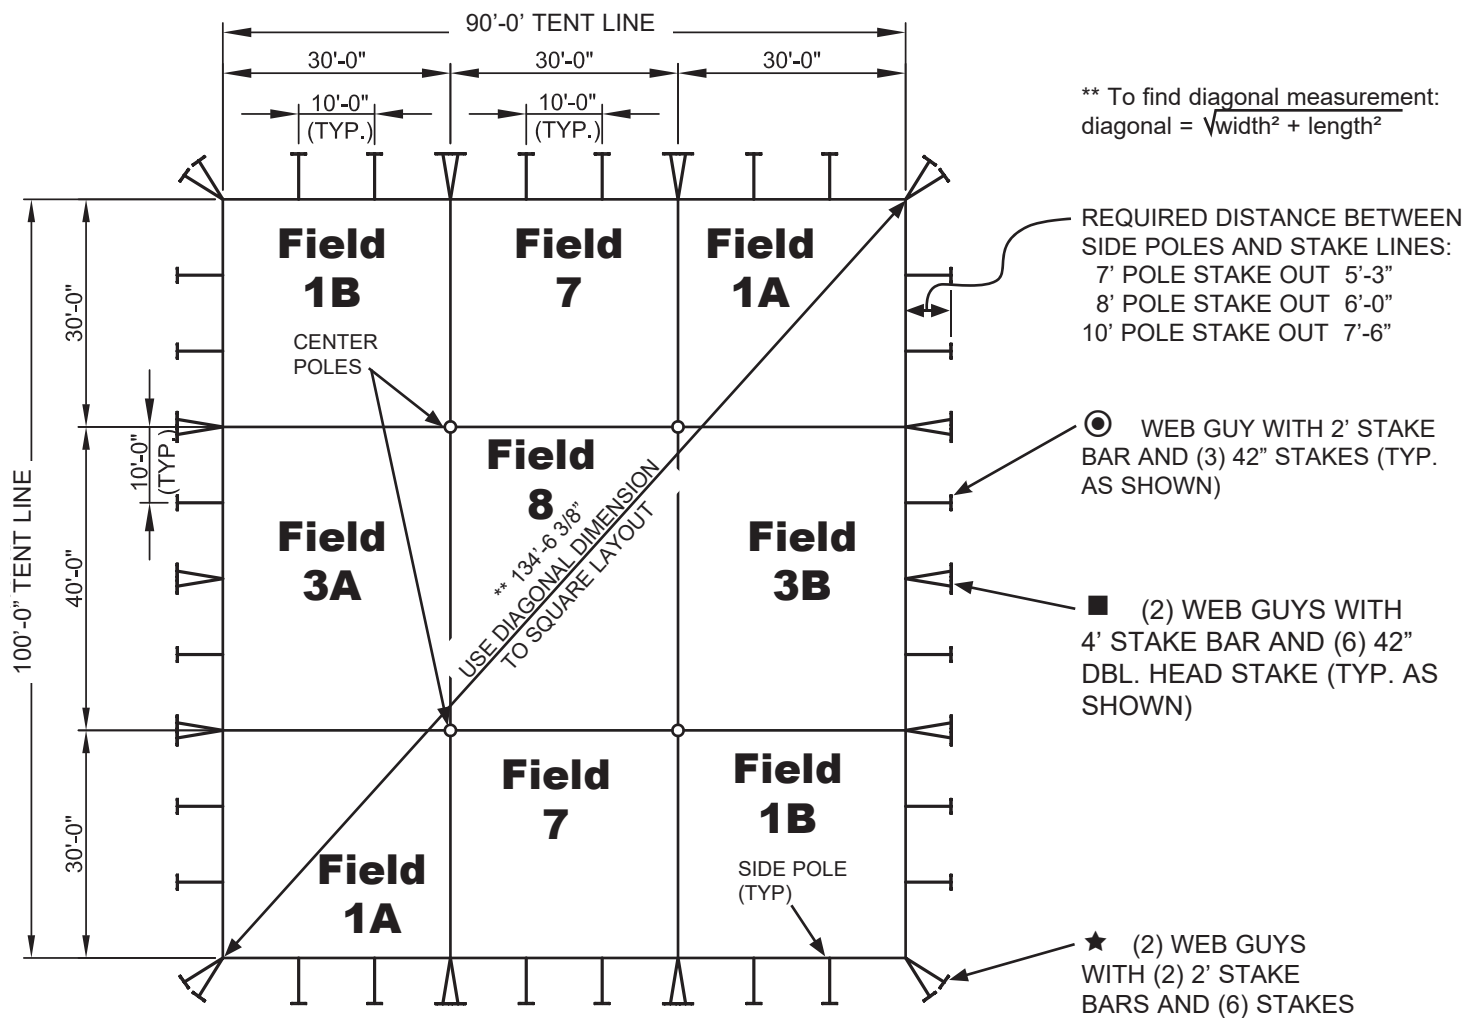 90’-0’ TENT LINE
30'-0"
30'-0"
30'-0"
10'-0"
(TYP.)
10'-0"
(TYP.)
** To find diagonal measurement:
diagonal = √width² + length²
REQUIRED DISTANCE BETWEEN
SIDE POLES AND STAKE LINES:
7’ POLE STAKE OUT 5’-3”
8’ POLE STAKE OUT 6’-0”
10’ POLE STAKE OUT 7’-6”
Field
1B
Field
7
Field
1A
CENTER
POLES
100’-0” TENT LINE
30'-0"
40'-0"
30'-0"
10'-0"
(TYP.)
Field
8
Field
3A
Field
3B
** 134’-6 3/8”
USE DIAGONAL DIMENSION
TO SQUARE LAYOUT
WEB GUY WITH 2’ STAKE
BAR AND (3) 42” STAKES (TYP.
AS SHOWN)
■ (2) WEB GUYS WITH
4’ STAKE BAR AND (6) 42”
DBL. HEAD STAKE (TYP. AS
SHOWN)
Field
7
Field
1B
Field
1A
SIDE POLE
(TYP)
★ (2) WEB GUYS
WITH (2) 2’ STAKE
BARS AND (6) STAKES